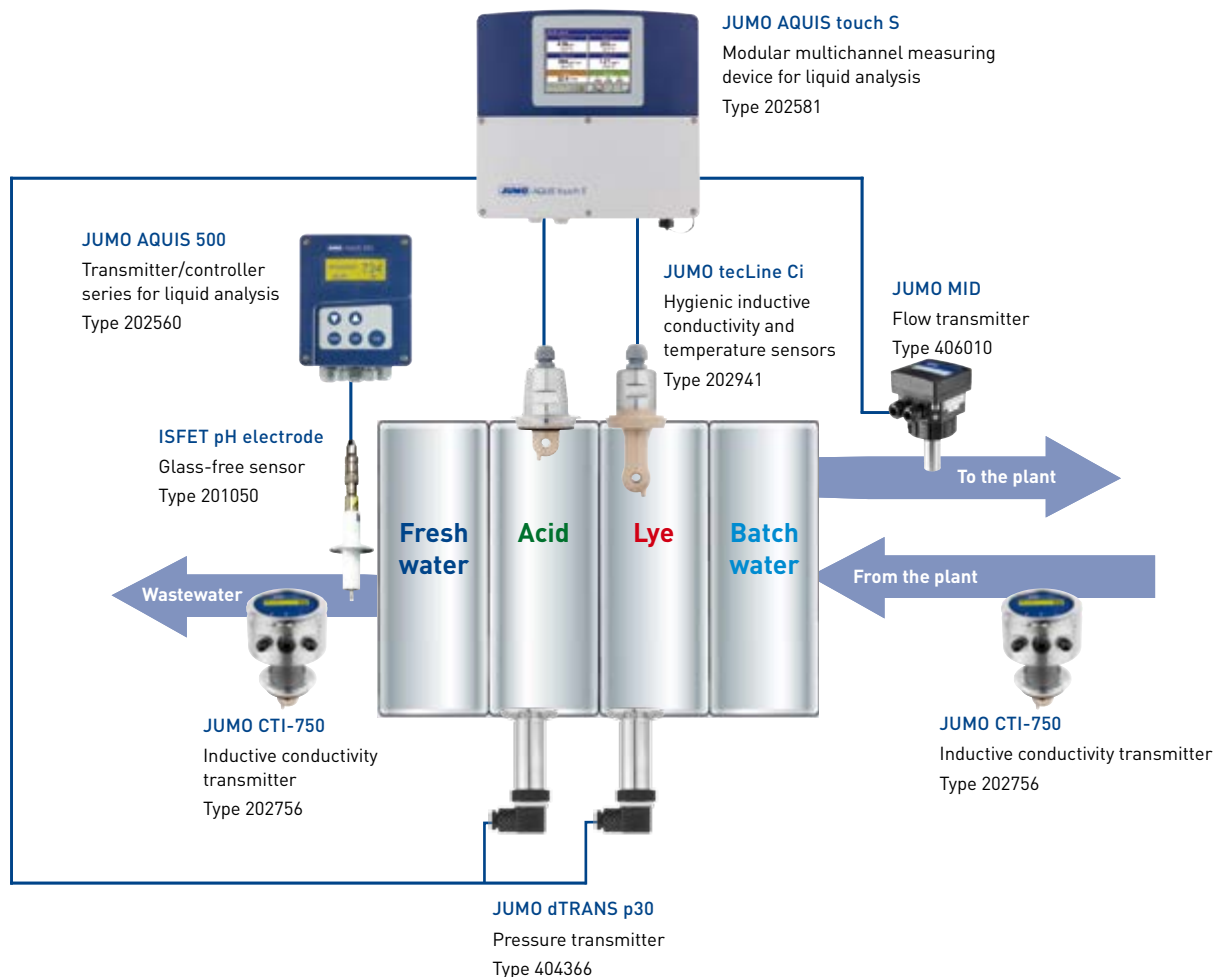 JUMO AQUIS touch S
Modular multichannel measuring
device for liquid analysis
Type 202581
JUMO AQUIS touch S
JUMO AQUIS 500
Transmitter/controller
series for liquid analysis
Type 202560
JUMO tecLine Ci
Hygienic inductive
conductivity and
temperature sensors
Type 202941
JUMO MID
Flow transmitter
Type 406010
ISFET pH electrode
Glass-free sensor
Type 201050
To the plant
Fresh
water
Acid
Lye
Batch
water
From the plant
Wastewater
JUMO CTI-750
Inductive conductivity
transmitter
Type 202756
JUMO CTI-750
Inductive conductivity transmitter
Type 202756
JUMO dTRANS p30
Pressure transmitter
Type 404366